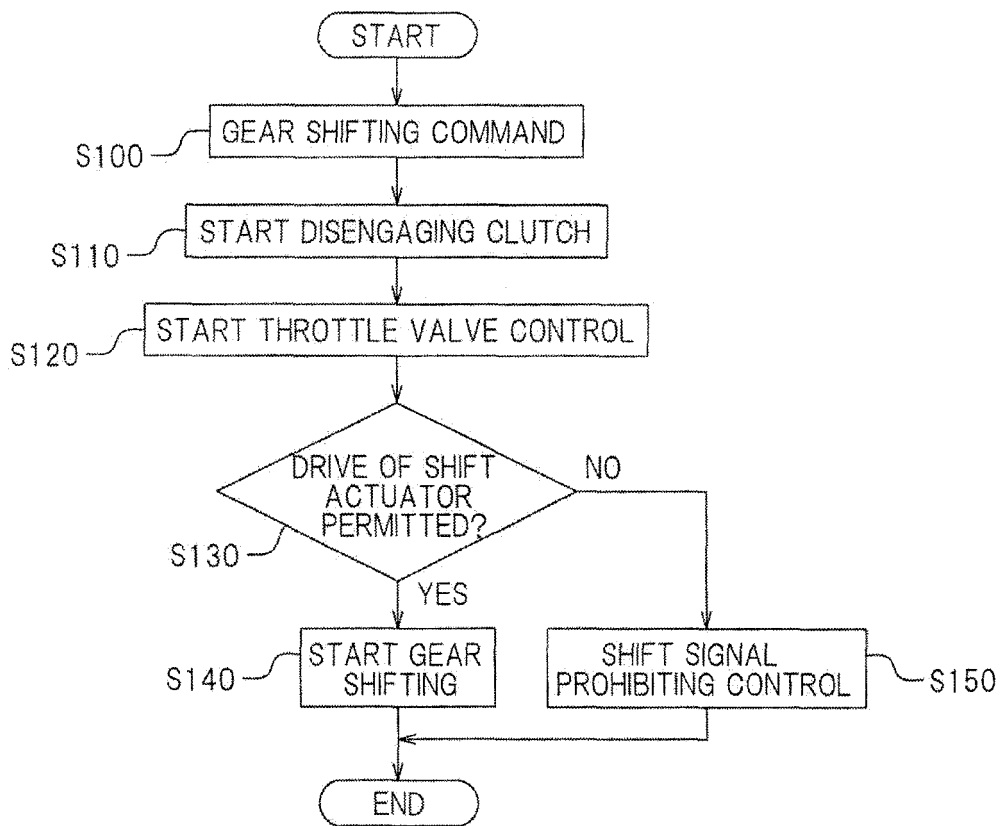 START
GEAR SHIFTING COMMAND
S100
START DISENGAGING CLUTCH
S110
START THROTTLE VALVE CONTROL
S120
DRIVE OF SHIFT
ACTUATOR
PERMITTED?
NO
S130
YES
START GEAR
SHIFTING
S140
SHIFT SIGNAL
PROHIBITING CONTROL
S150
END